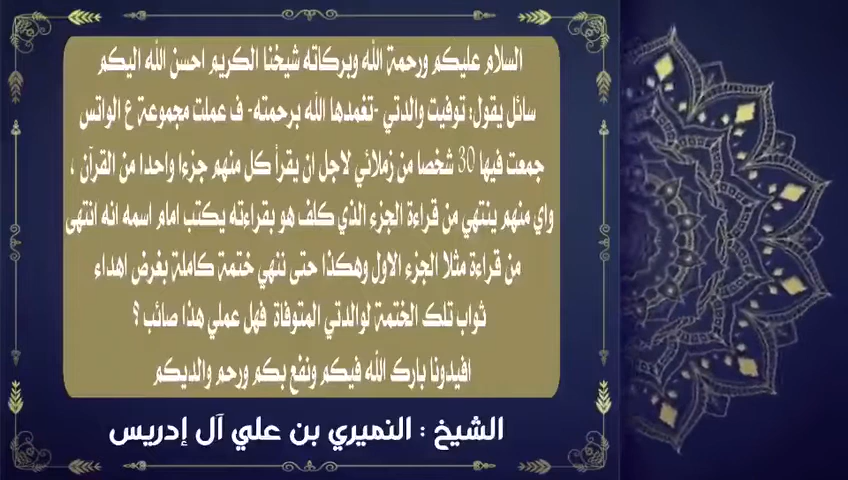 السلام عليكم ورحمة الله وبركاته شيخنا الكريم احسن الله اليكم
سائل يقول: توفيت والدتي -تغمدها الله برحمته- ف عملت مجموعة ع الواتس
جمعت فيها 30 شخصا من زملائي لاجل ان يقرأ كل منهم جزءا واحدا من القرآن ،
واي منهم ينتهي من قراءة الجزء الذي كلف هو بقراءته يكتب امام اسمه انه انتهى
من قراءة مثلا الجزء الاول وهكذا حتى ننهي ختمة كاملة بغرض اهداء
ثواب تلك الختمة لوالدتي المتوفاة فهل عملي هذا صائب ؟
افيدونا بارك الله فيكم ونفع بكم ورحم والديكم
الشيخ : النميري بن علي آل إدريس